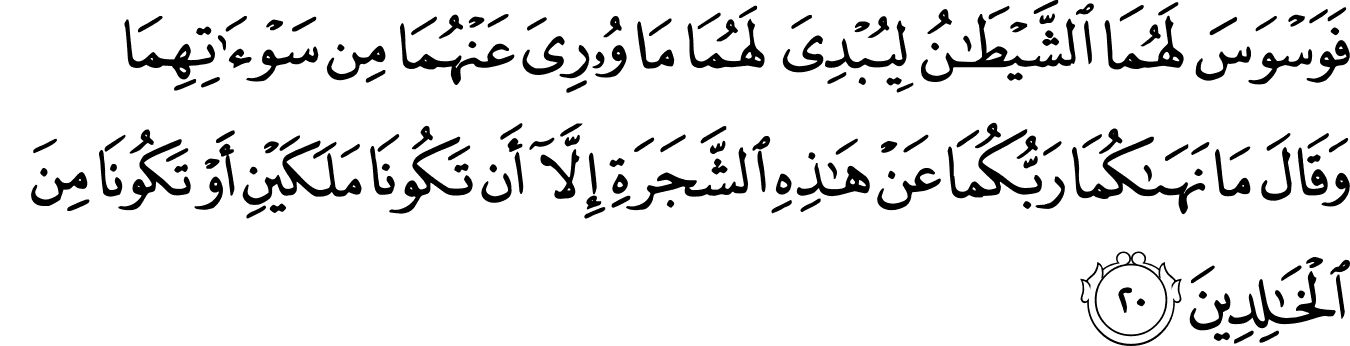 فَوَسْوَسَ لَهُمَا ٱلشَّيْطَـٰنُ لِيُبْدِىَ لَهُمَا مَا وُۥرِىَ عَنْهُمَا مِن سَوْءَٰتِهِمَا
وَقَالَ مَا نَهَىٰكُمَا رَبُّكُمَا عَنْ هَـٰذِهِ ٱلشَّجَرَةِ إِلَّآ أَن تَكُونَا مَلَكَيْنِ أَوْ تَكُونَا مِنَ
ٱلْخَـٰلِدِينَ ٢٠